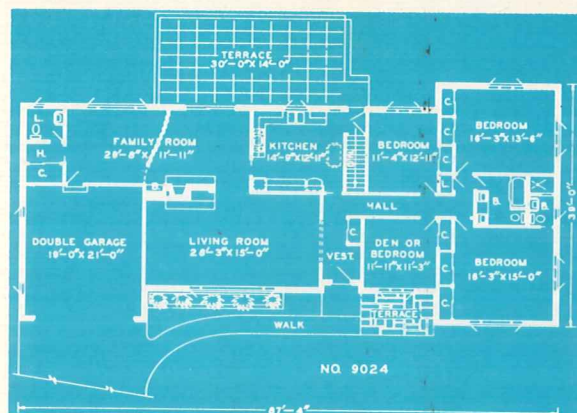 TERRACE
30'-0" X 14'-0"
L.
H.
C.
FAMILY ROOM
28'-8" X 11'-11"
KITCHEN
14'-9" X 12'-11"
BEDROOM
11'-4" X 12'-11"
C.
C.
C.
L.
BEDROOM
16'-3" X 13'-6"
B.
B.
B.
HALL
39'-0"
DOUBLE GARAGE
19'-0" X 21'-0"
LIVING ROOM
28'-3" X 15'-0"
C.
VEST.
DEN OR
BEDROOM
11'-11" X 11'-3"
C.
C.
C.
BEDROOM
16'-3" X 15'-0"
TERRACE
WALK
NO. 9024
87'-4"